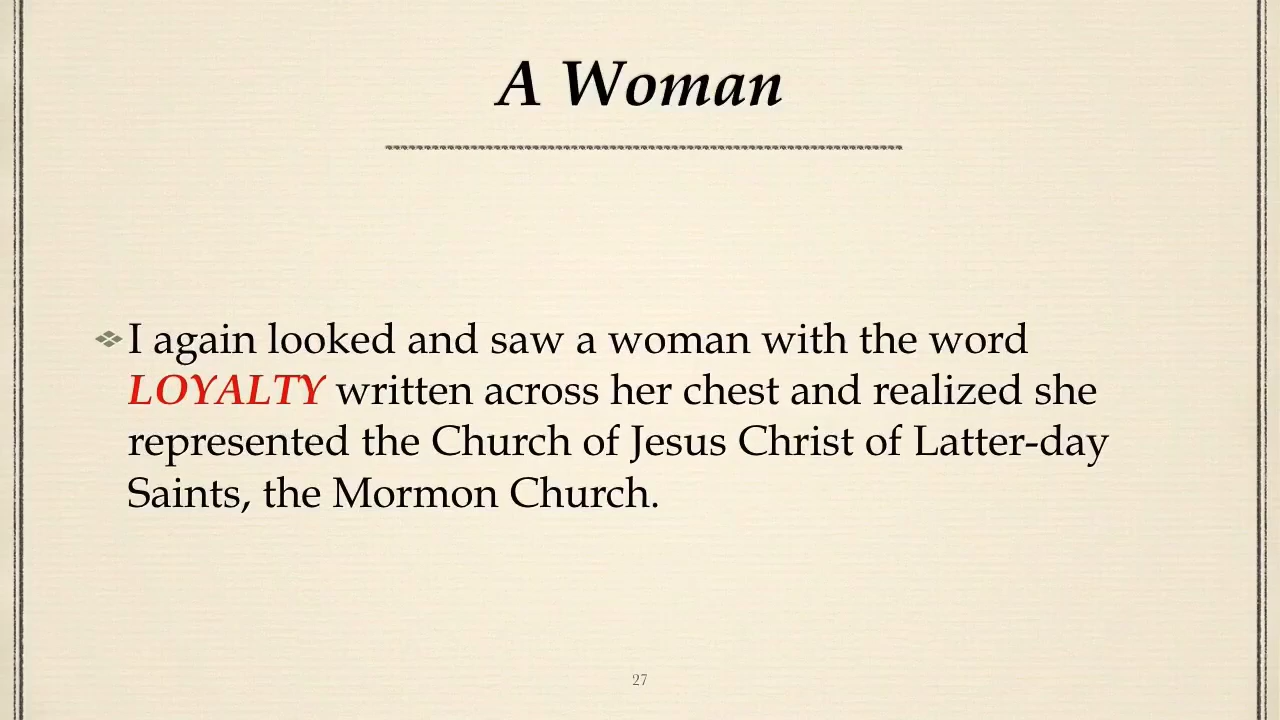 A Woman
I again looked and saw a woman with the word
LOYALTY written across her chest and realized she
represented the Church of Jesus Christ of Latter-day
Saints, the Mormon Church.
27